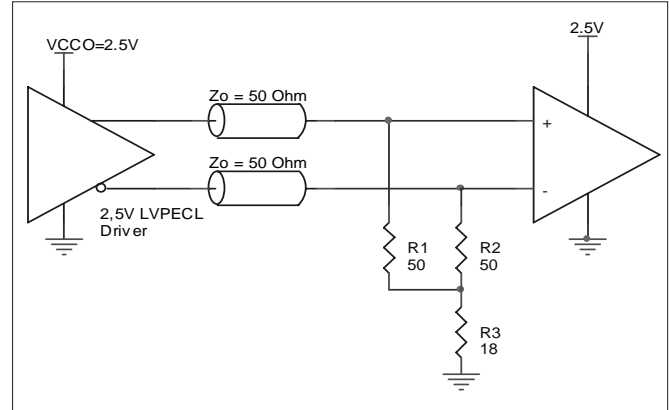 VCCO=2.5V
2.5V
Zo = 50 Ohm
+
Zo = 50 Ohm
-
2,5V LVPECL
Driver
R1
50
R2
50
R3
18